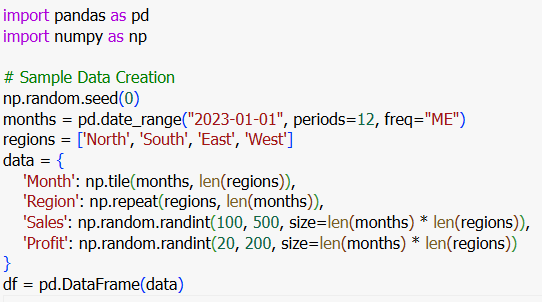 import pandas as pd
import numpy as np
# Sample Data Creation
np.random.seed(0)
months = pd.date_range("2023-01-01", periods=12, freq="ME")
regions = ['North', 'South', 'East', 'West']
data = {
    'Month': np.tile(months, len(regions)),
    'Region': np.repeat(regions, len(months)),
    'Sales': np.random.randint(100, 500, size=len(months) * len(regions)),
    'Profit': np.random.randint(20, 200, size=len(months) * len(regions))
}
df = pd.DataFrame(data)